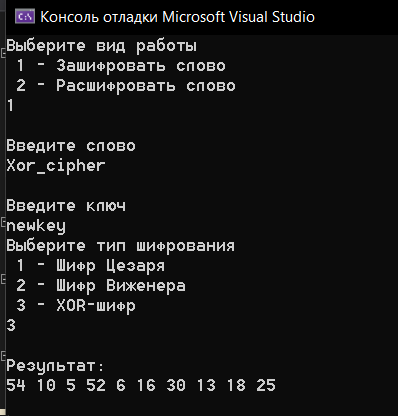 Консоль отладки Microsoft Visual Studio
Выберите вид работы
1 - Зашифровать слово
2 - Расшифровать слово
1
Введите слово
Xor_cipher
Введите ключ
newkey
Выберите тип шифрования
1 - Шифр Цезаря
2 - Шифр Виженера
3 - XOR-шифр
3
Результат:
54 10 5 52 6 16 30 13 18 25